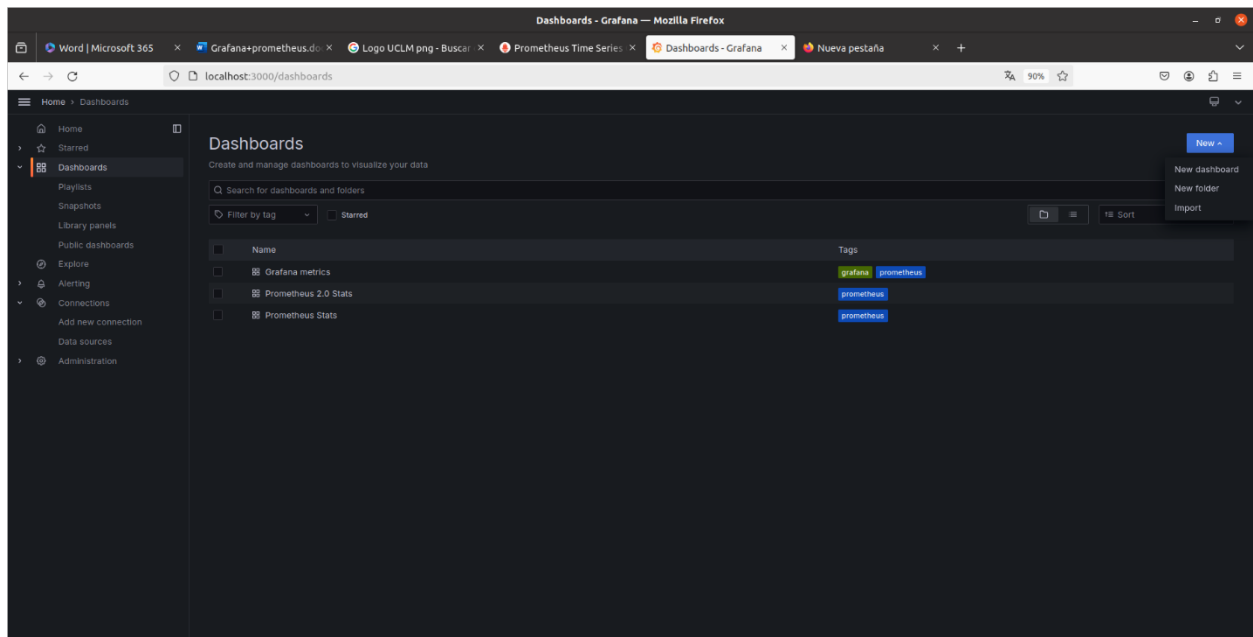 Dashboards - Grafana — Mozilla Firefox
Word | Microsoft 365
Grafana+prometheus.do
Logo UCLM png - Buscar
Prometheus Time Series
Dashboards - Grafana
Nueva pestaña
localhost:3000/dashboards
90%
Home › Dashboards
Home
Starred
Dashboards
Playlists
Snapshots
Library panels
Public dashboards
Explore
Alerting
Connections
Add new connection
Data sources
Administration
Dashboards
Create and manage dashboards to visualize your data
New
New dashboard
New folder
Import
Search for dashboards and folders
Filter by tag
Starred
Sort
Name Tags
Grafana metrics grafana prometheus
Prometheus 2.0 Stats prometheus
Prometheus Stats prometheus